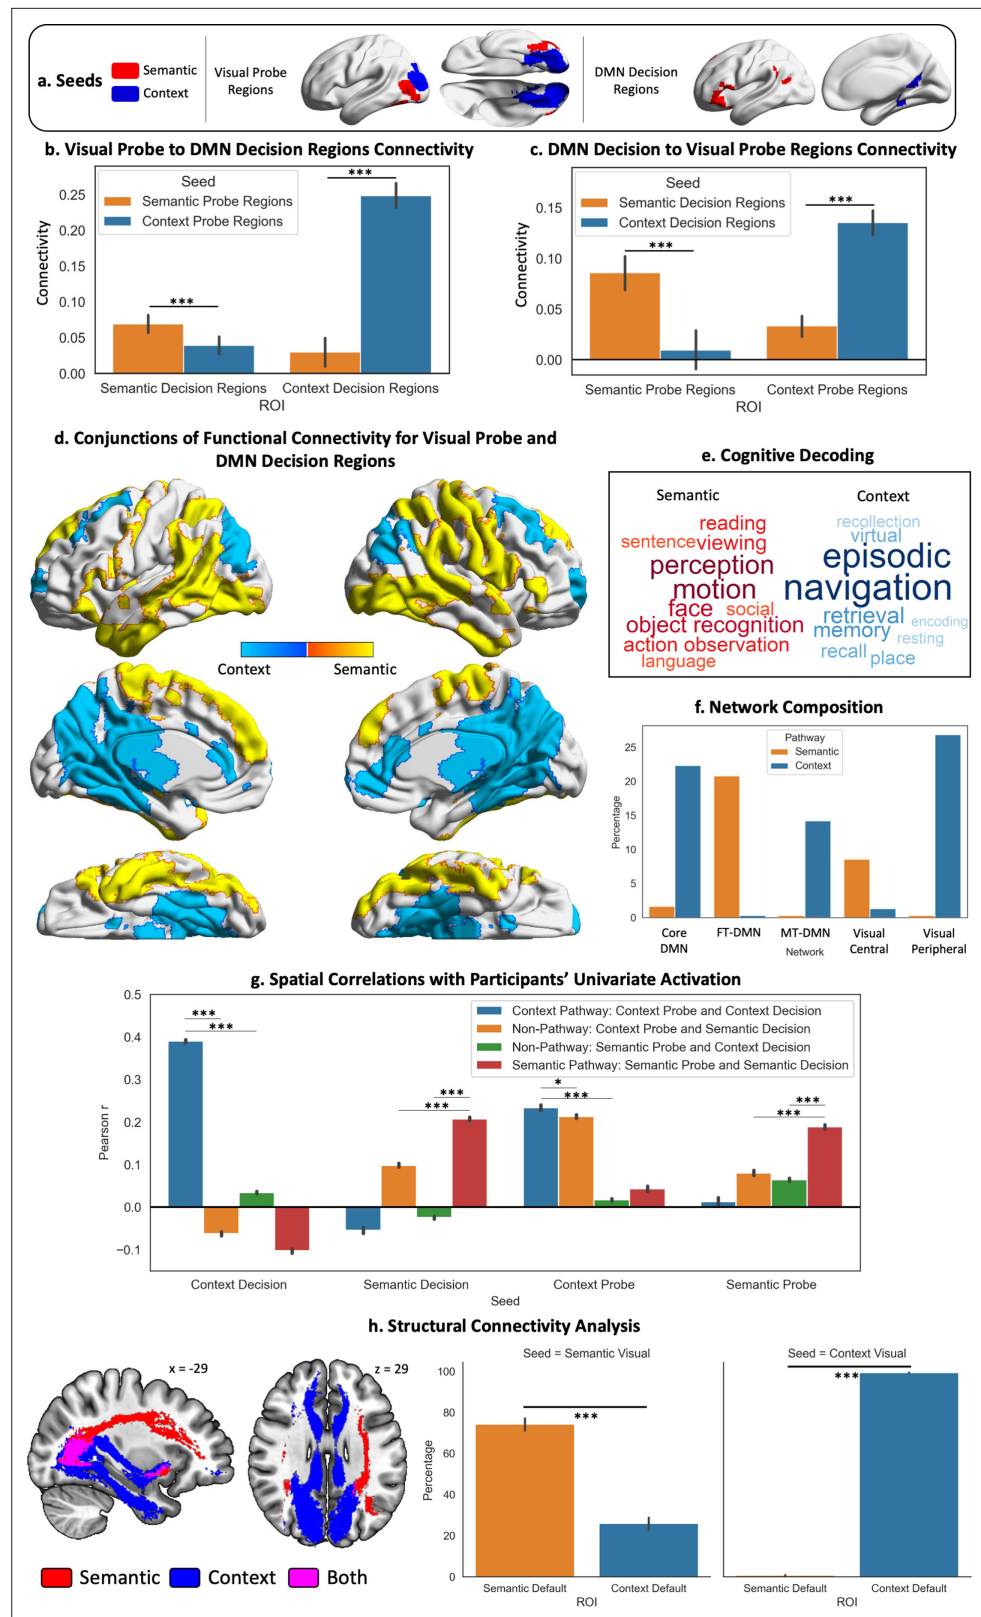 a. Seeds
Semantic
Context
Visual Probe
Regions
DMN Decision
Regions
b. Visual Probe to DMN Decision Regions Connectivity
Seed
Semantic Probe Regions
Context Probe Regions
***
***
Connectivity
0.25
0.20
0.15
0.10
0.05
0.00
Semantic Decision Regions
Context Decision Regions
ROI
c. DMN Decision to Visual Probe Regions Connectivity
Seed
Semantic Decision Regions
Context Decision Regions
***
***
Connectivity
0.15
0.10
0.05
0.00
Semantic Probe Regions
Context Probe Regions
ROI
d. Conjunctions of Functional Connectivity for Visual Probe and
DMN Decision Regions
Context
Semantic
e. Cognitive Decoding
Semantic
reading
sentence
viewing
perception
motion
face
social
object recognition
action observation
language
Context
recollection
virtual
episodic
navigation
retrieval
encoding
memory
resting
recall
place
f. Network Composition
Pathway
Semantic
Context
Percentage
25
20
15
10
5
0
Core
DMN
FT-DMN
MT-DMN
Visual
Central
Visual
Peripheral
Network
g. Spatial Correlations with Participants' Univariate Activation
Context Pathway: Context Probe and Context Decision
Non-Pathway: Context Probe and Semantic Decision
Non-Pathway: Semantic Probe and Context Decision
Semantic Pathway: Semantic Probe and Semantic Decision
***
***
***
***
*
***
***
***
Pearson r
0.5
0.4
0.3
0.2
0.1
0.0
−0.1
Context Decision
Semantic Decision
Context Probe
Semantic Probe
Seed
h. Structural Connectivity Analysis
x = -29
z = 29
Semantic
Context
Both
Seed = Semantic Visual
***
Percentage
100
80
60
40
20
0
Semantic Default
Context Default
ROI
Seed = Context Visual
***
Semantic Default
Context Default
ROI